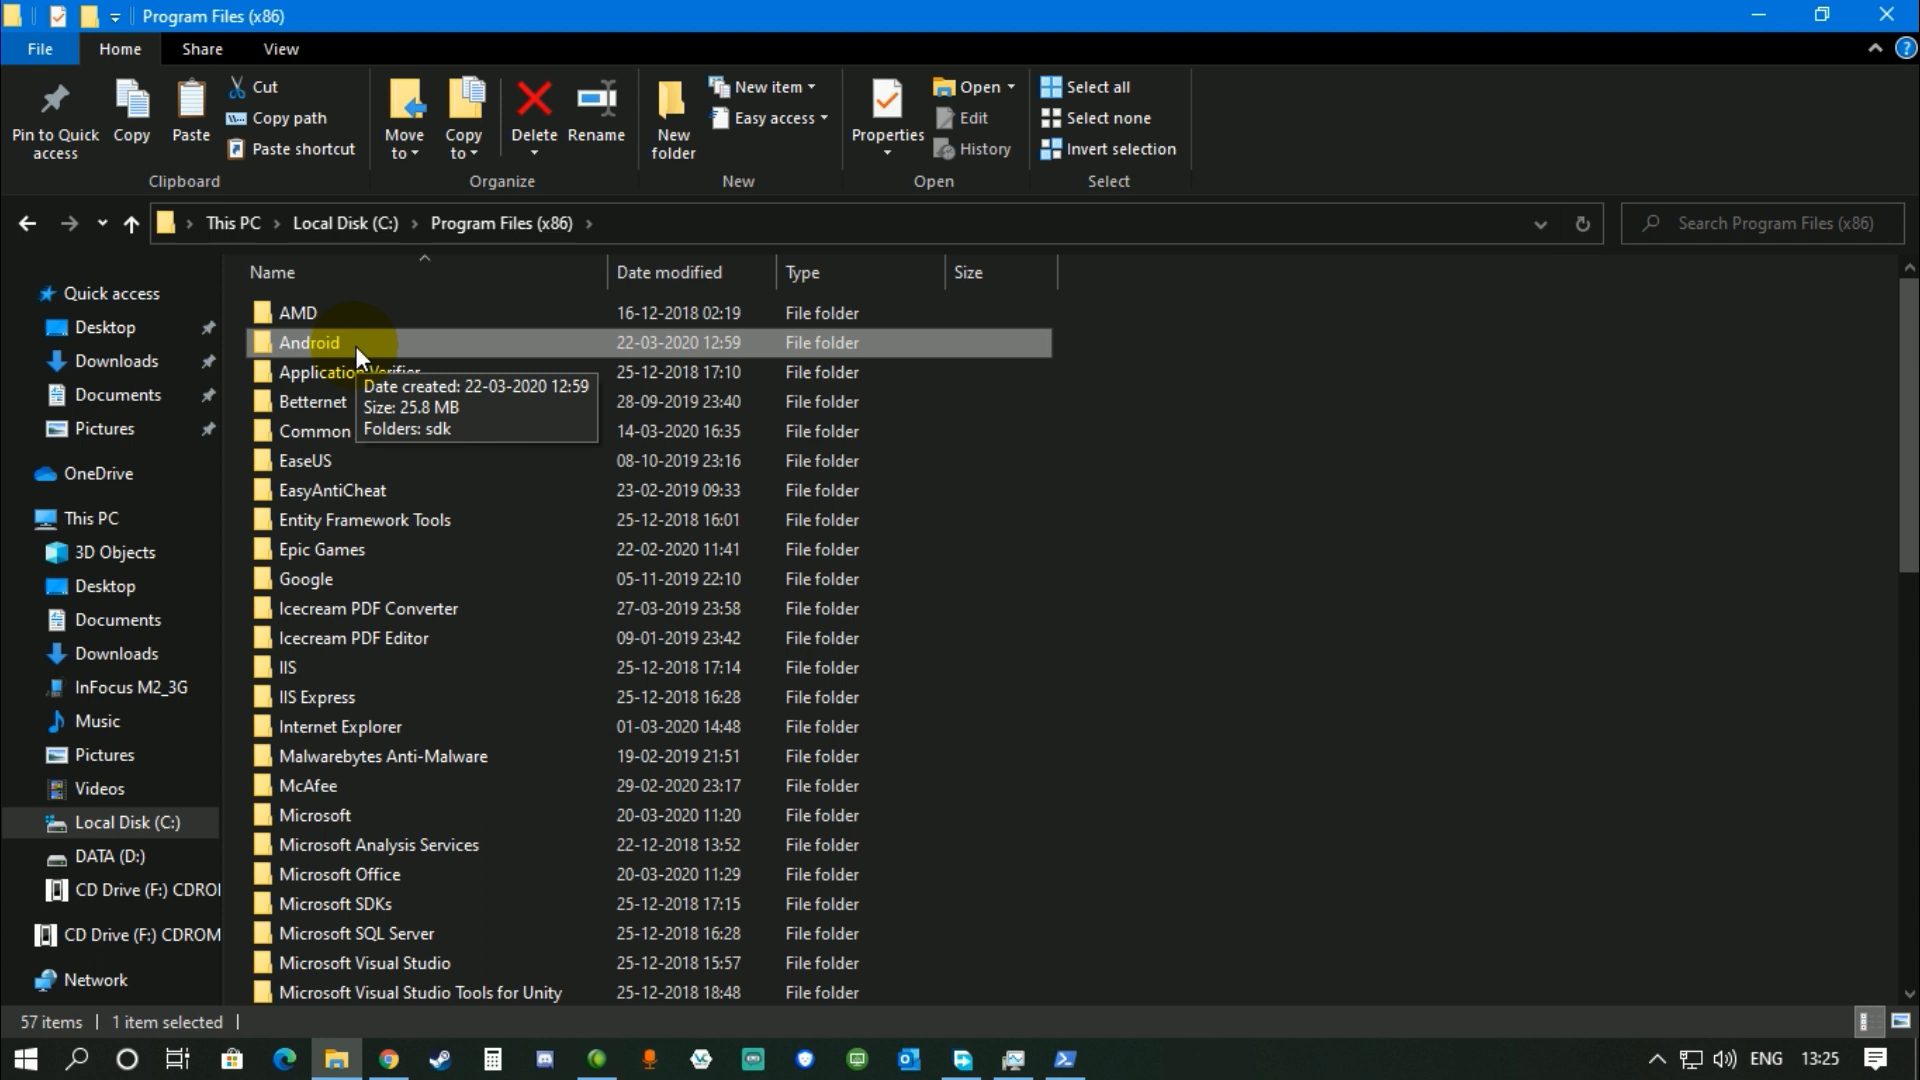 Program Files (x86)
File
Home
Share
View
Pin to Quick
access
Copy
Paste
Cut
Copy path
Paste shortcut
Clipboard
Move
to
Copy
to
Delete
Rename
Organize
New
folder
New item
Easy access
New
Properties
Open
Edit
History
Open
Select all
Select none
Invert selection
Select
This PC
Local Disk (C:)
Program Files (x86)
Search Program Files (x86)
Quick access
Desktop
Downloads
Documents
Pictures
OneDrive
This PC
3D Objects
Desktop
Documents
Downloads
InFocus M2_3G
Music
Pictures
Videos
Local Disk (C:)
DATA (D:)
CD Drive (F:) CDRO
CD Drive (F:) CDROM
Network
Name Date modified Type Size
AMD 16-12-2018 02:19 File folder
Android 22-03-2020 12:59 File folder
Application Verifier 25-12-2018 17:10 File folder
Betternet 28-09-2019 23:40 File folder
Common 14-03-2020 16:35 File folder
EaseUS 08-10-2019 23:16 File folder
EasyAntiCheat 23-02-2019 09:33 File folder
Entity Framework Tools 25-12-2018 16:01 File folder
Epic Games 22-02-2020 11:41 File folder
Google 05-11-2019 22:10 File folder
Icecream PDF Converter 27-03-2019 23:58 File folder
Icecream PDF Editor 09-01-2019 23:42 File folder
IIS 25-12-2018 17:14 File folder
IIS Express 25-12-2018 16:28 File folder
Internet Explorer 01-03-2020 14:48 File folder
Malwarebytes Anti-Malware 19-02-2019 21:51 File folder
McAfee 29-02-2020 23:17 File folder
Microsoft 20-03-2020 11:20 File folder
Microsoft Analysis Services 22-12-2018 13:52 File folder
Microsoft Office 20-03-2020 11:29 File folder
Microsoft SDKs 25-12-2018 17:15 File folder
Microsoft SQL Server 25-12-2018 16:28 File folder
Microsoft Visual Studio 25-12-2018 15:57 File folder
Microsoft Visual Studio Tools for Unity 25-12-2018 18:48 File folder
Date created: 22-03-2020 12:59
Size: 25.8 MB
Folders: sdk
57 items
1 item selected
ENG 13:25